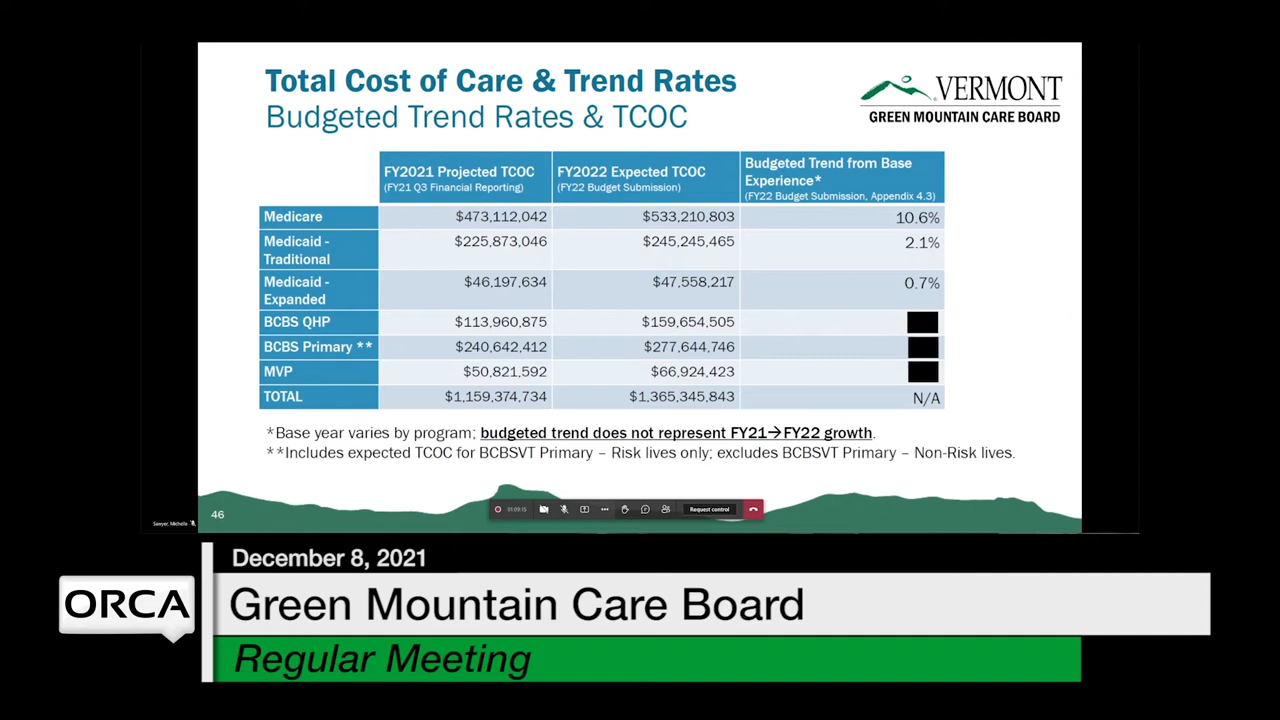 Total Cost of Care & Trend Rates
Budgeted Trend Rates & TCOC
VERMONT
GREEN MOUNTAIN CARE BOARD
FY2021 Projected TCOC
(FY21 Q3 Financial Reporting)
FY2022 Expected TCOC
(FY22 Budget Submission)
Budgeted Trend from Base
Experience*
(FY22 Budget Submission, Appendix 4.3)
Medicare $473,112,042 $533,210,803 10.6%
Medicaid - $225,873,046 $245,245,465 2.1%
Traditional
Medicaid - $46,197,634 $47,558,217 0.7%
Expanded
BCBS QHP $113,960,875 $159,654,505
BCBS Primary ** $240,642,412 $277,644,746
MVP $50,821,592 $66,924,423
TOTAL $1,159,374,734 $1,365,345,843 N/A
*Base year varies by program; budgeted trend does not represent FY21→FY22 growth.
**Includes expected TCOC for BCBSVT Primary – Risk lives only; excludes BCBSVT Primary – Non-Risk lives.
46
01:09:15
Request control
Sawyer, Michelle
December 8, 2021
ORCA
Green Mountain Care Board
Regular Meeting